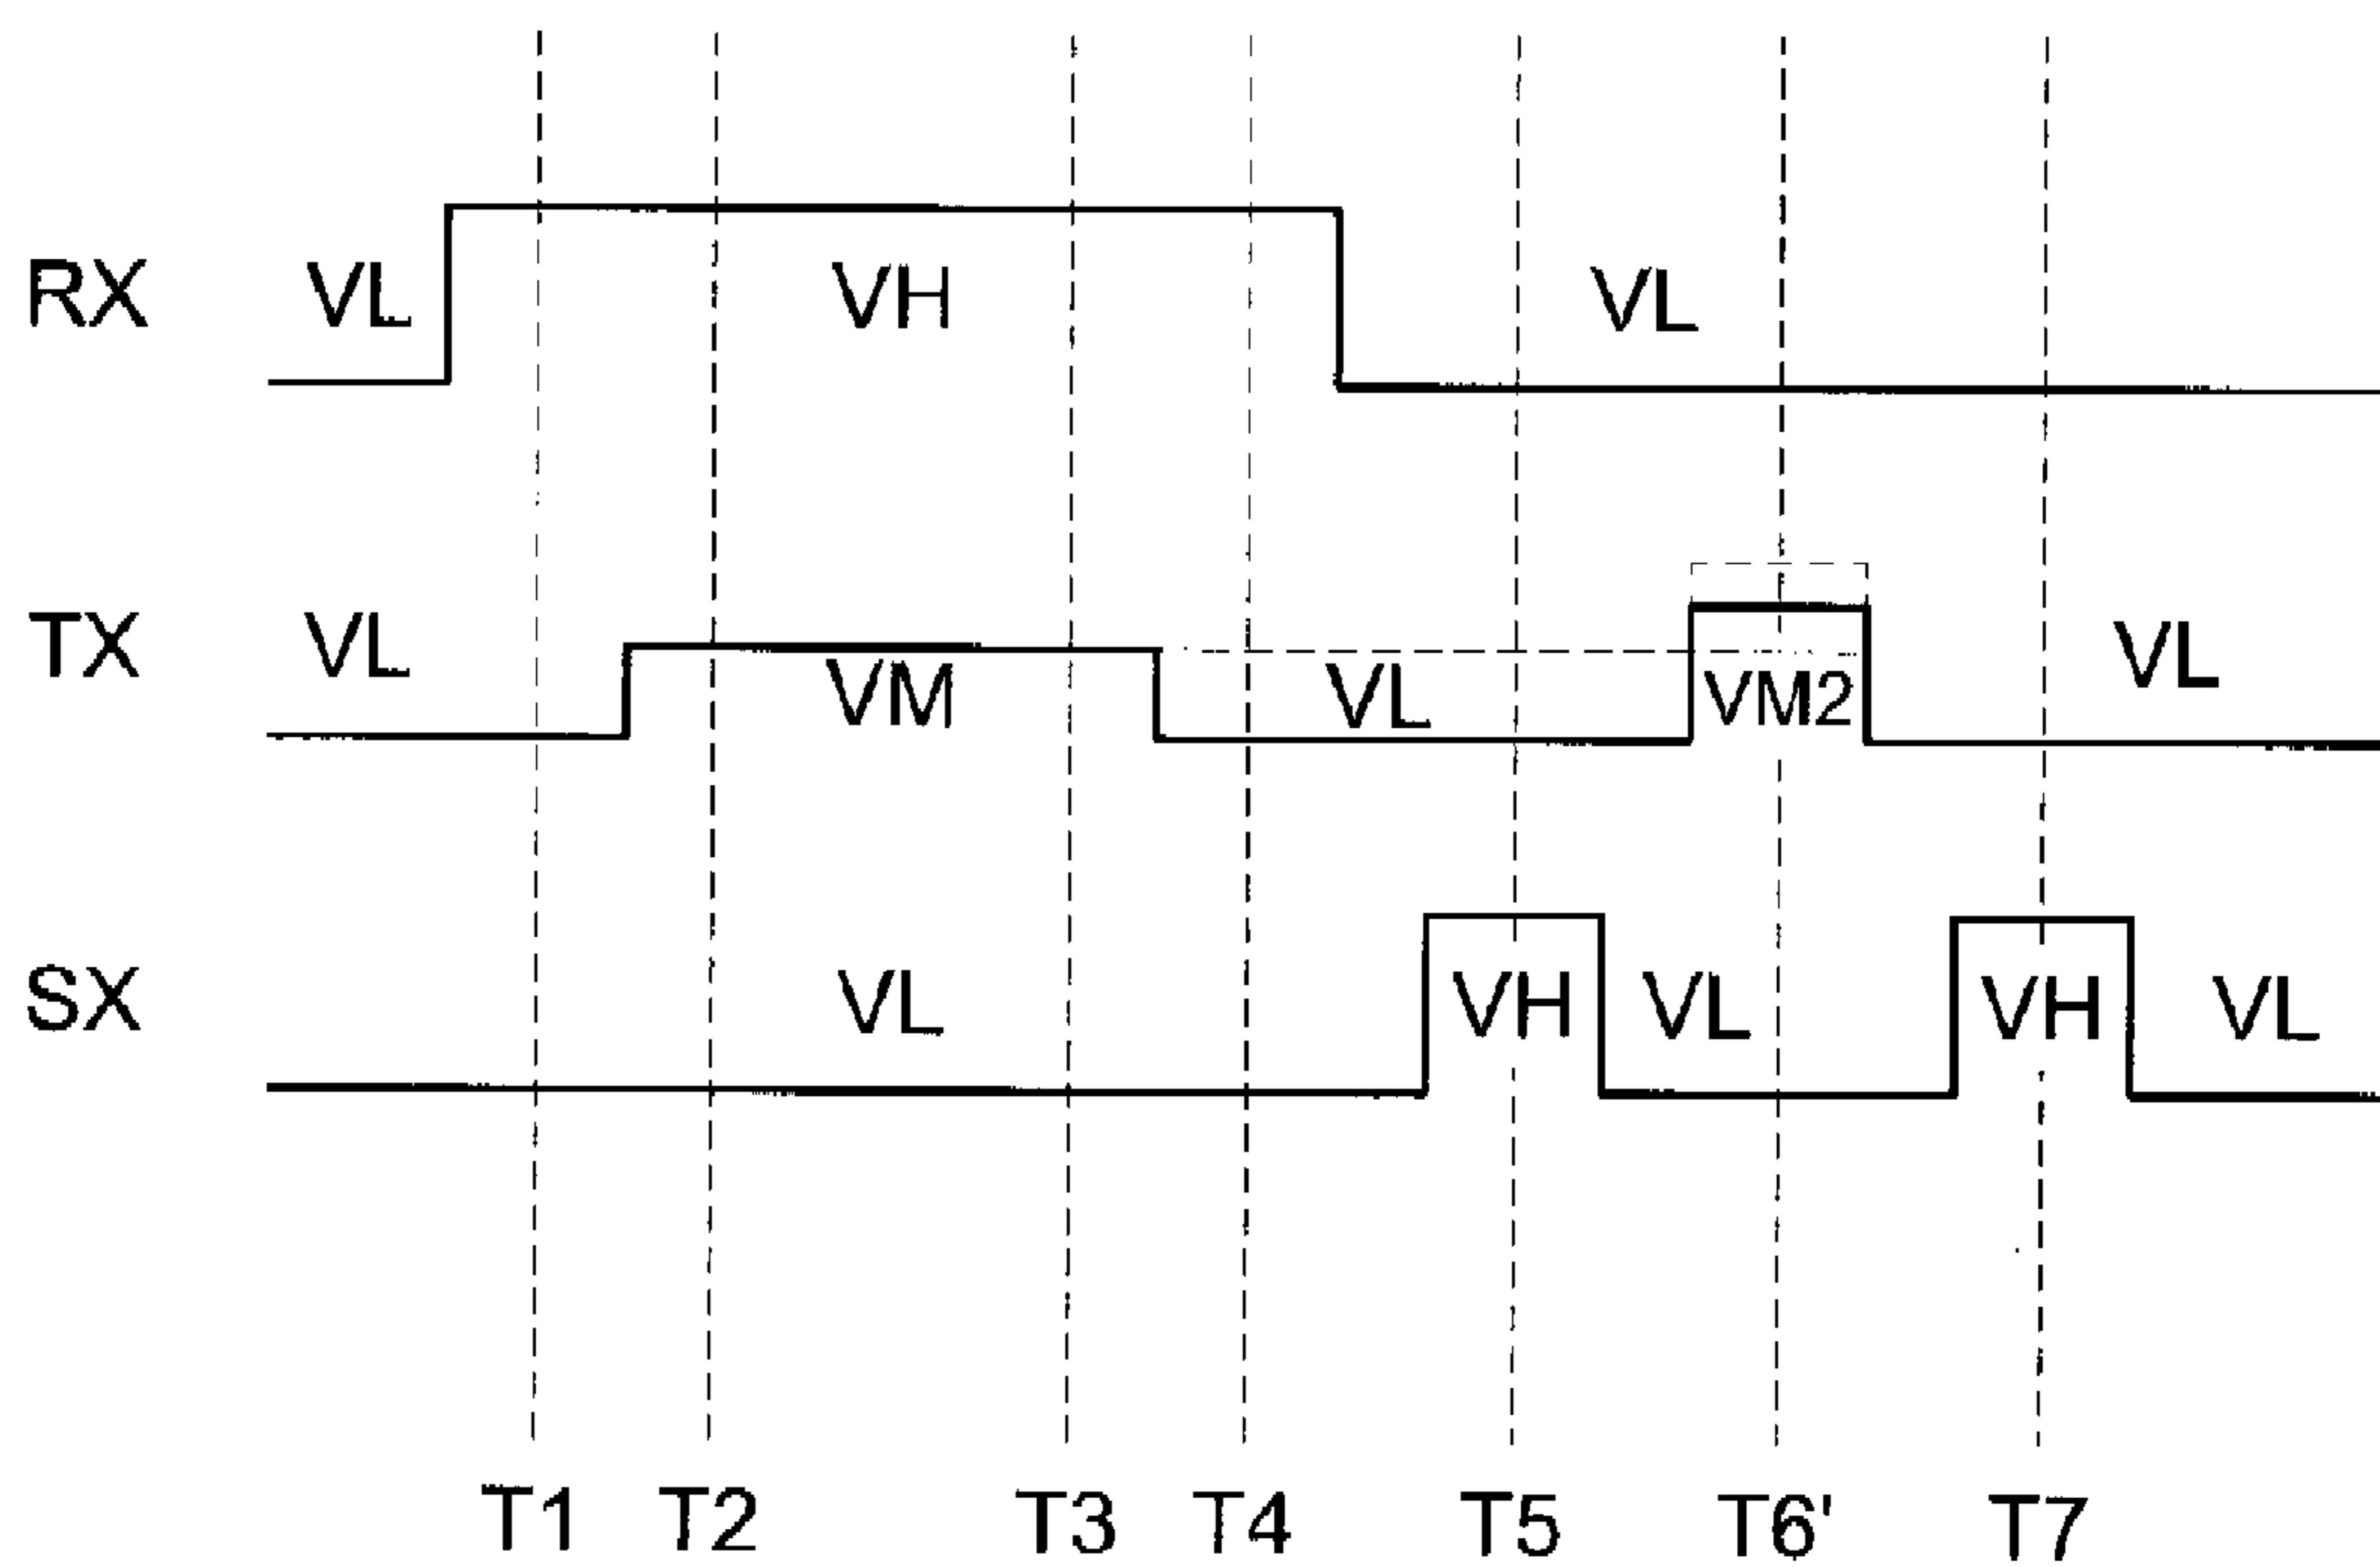 RX VL VH VL
TX VL VM VL VM2 VL
SX VL VH VL VH VL
T1 T2 T3 T4 T5 T6' T7